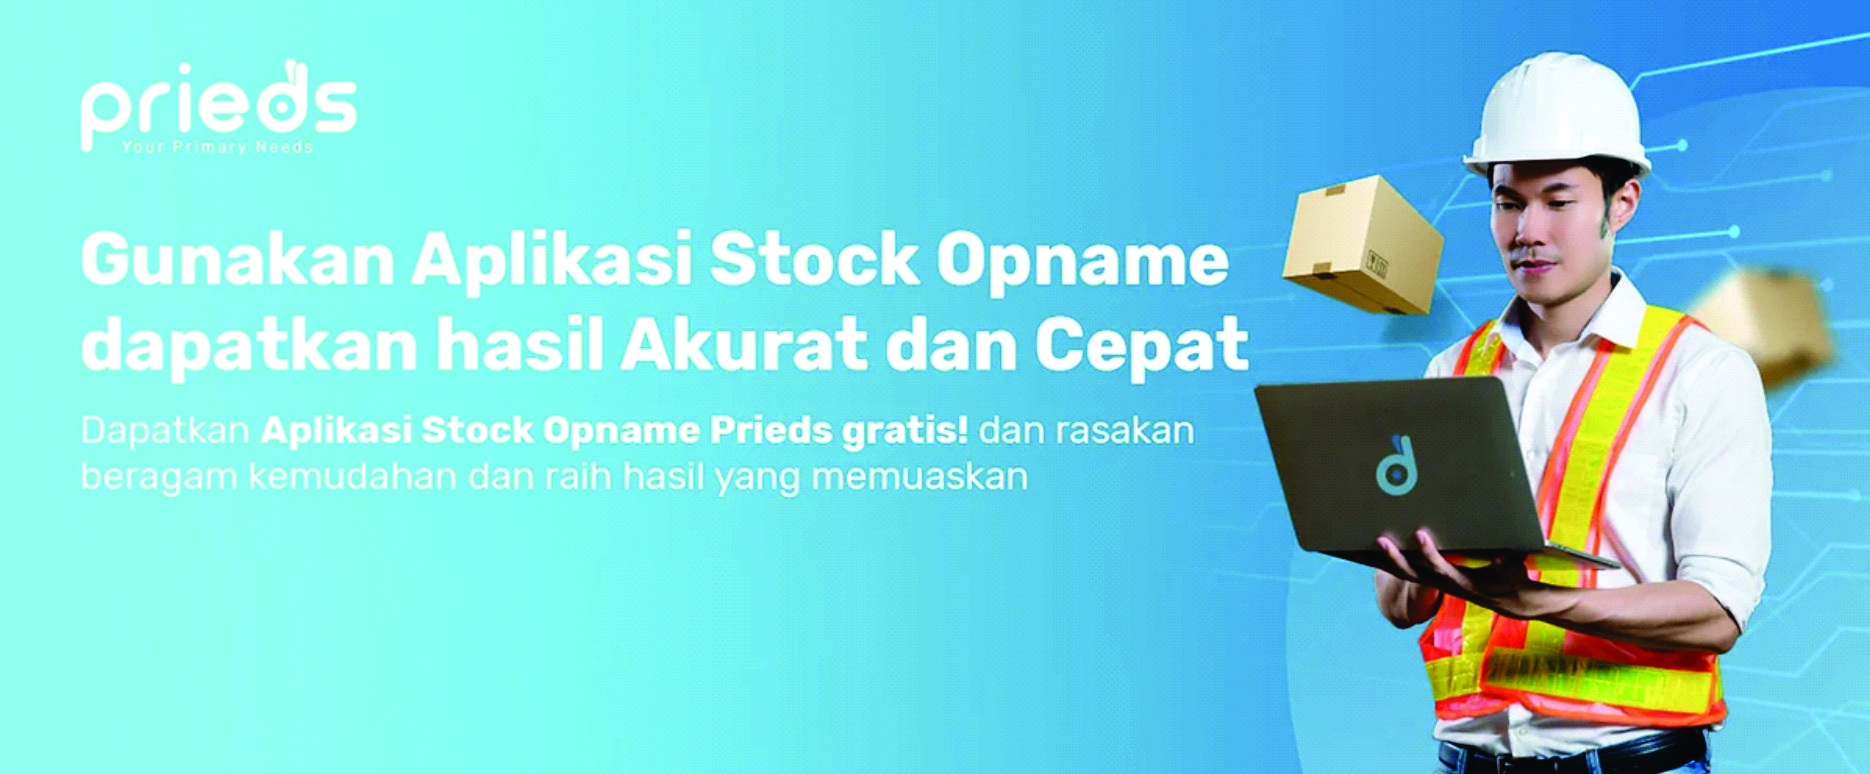 prieds
Your Primary Needs
Gunakan Aplikasi Stock Opname
dapatkan hasil Akurat dan Cepat
Dapatkan Aplikasi Stock Opname Prieds gratis! dan rasakan
beragam kemudahan dan raih hasil yang memuaskan